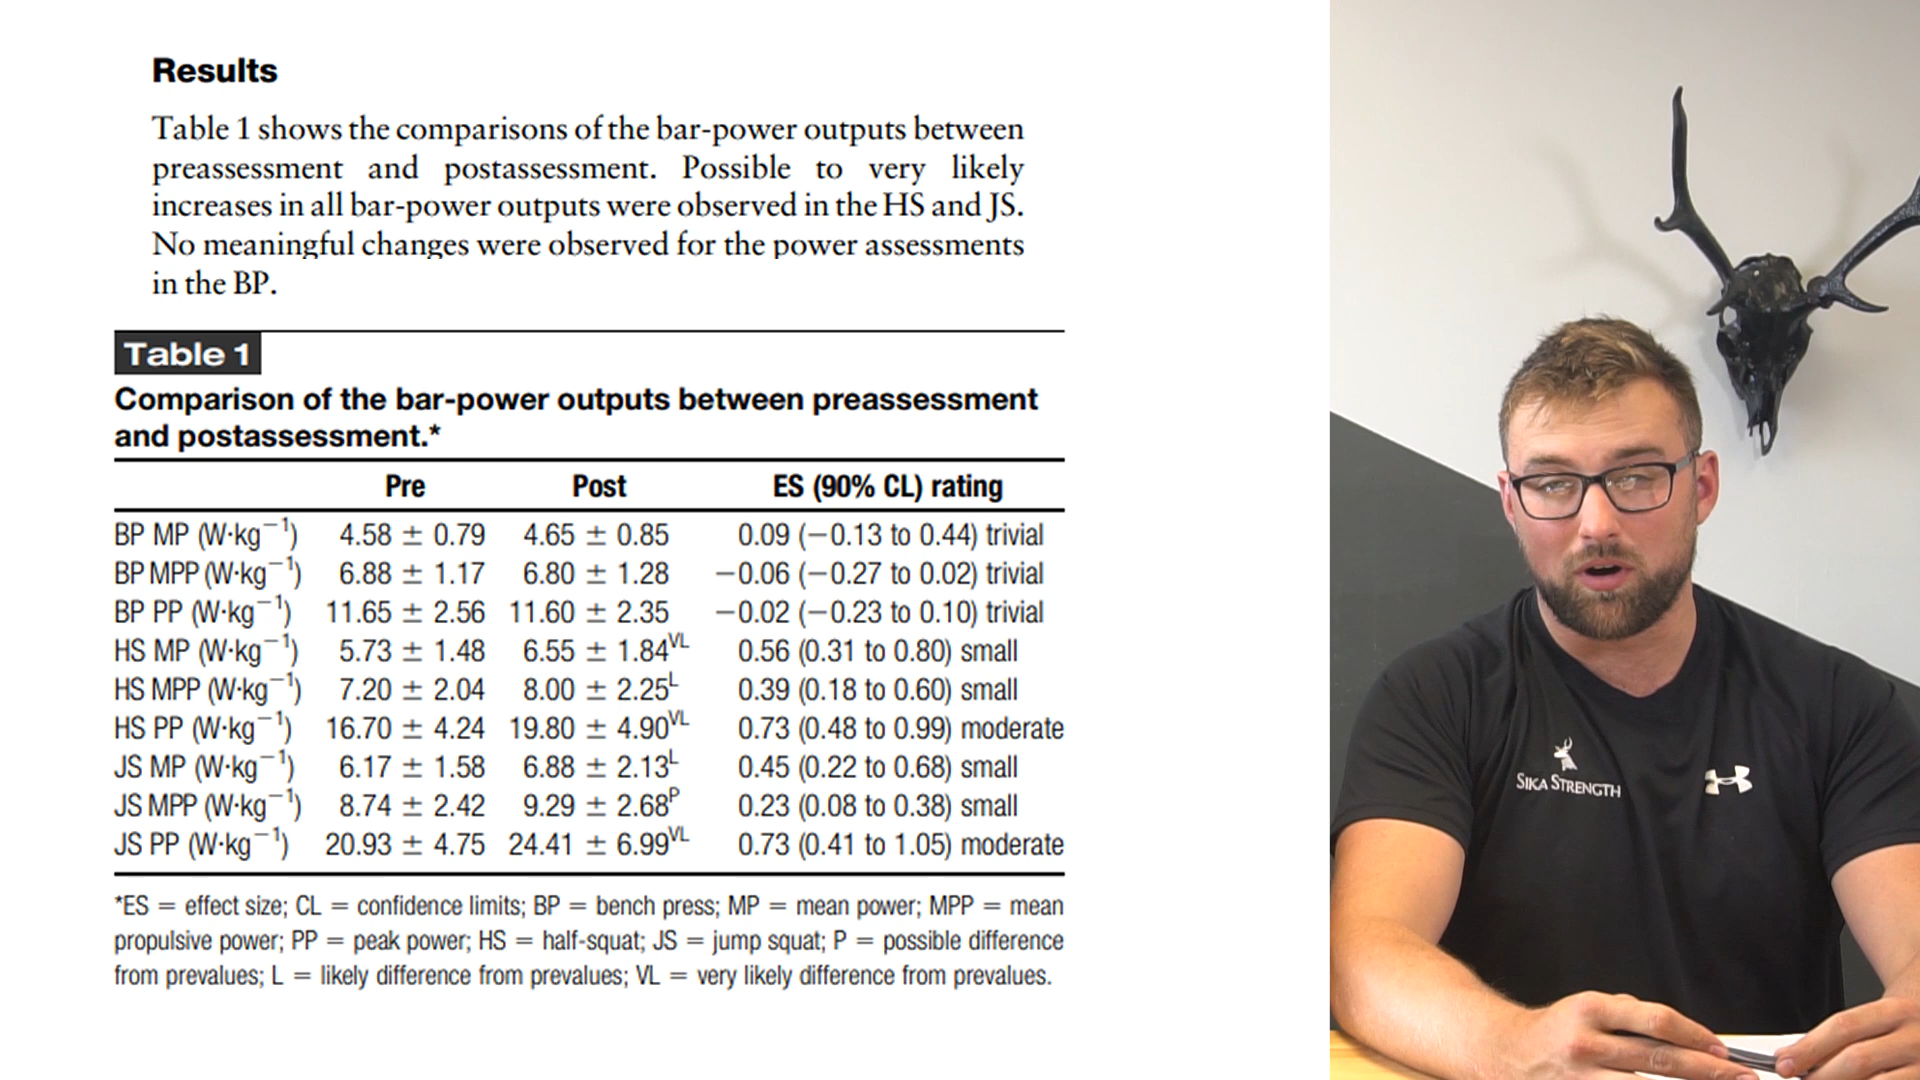 Results
Table 1 shows the comparisons of the bar-power outputs between
preassessment and postassessment. Possible to very likely
increases in all bar-power outputs were observed in the HS and JS.
No meaningful changes were observed for the power assessments
in the BP.
Table 1
Comparison of the bar-power outputs between preassessment
and postassessment.*
Pre Post ES (90% CL) rating
BP MP (W·kg⁻¹) 4.58 ± 0.79 4.65 ± 0.85 0.09 (−0.13 to 0.44) trivial
BP MPP (W·kg⁻¹) 6.88 ± 1.17 6.80 ± 1.28 −0.06 (−0.27 to 0.02) trivial
BP PP (W·kg⁻¹) 11.65 ± 2.56 11.60 ± 2.35 −0.02 (−0.23 to 0.10) trivial
HS MP (W·kg⁻¹) 5.73 ± 1.48 6.55 ± 1.84VL 0.56 (0.31 to 0.80) small
HS MPP (W·kg⁻¹) 7.20 ± 2.04 8.00 ± 2.25L 0.39 (0.18 to 0.60) small
HS PP (W·kg⁻¹) 16.70 ± 4.24 19.80 ± 4.90VL 0.73 (0.48 to 0.99) moderate
JS MP (W·kg⁻¹) 6.17 ± 1.58 6.88 ± 2.13L 0.45 (0.22 to 0.68) small
JS MPP (W·kg⁻¹) 8.74 ± 2.42 9.29 ± 2.68P 0.23 (0.08 to 0.38) small
JS PP (W·kg⁻¹) 20.93 ± 4.75 24.41 ± 6.99VL 0.73 (0.41 to 1.05) moderate
*ES = effect size; CL = confidence limits; BP = bench press; MP = mean power; MPP = mean
propulsive power; PP = peak power; HS = half-squat; JS = jump squat; P = possible difference
from prevalues; L = likely difference from prevalues; VL = very likely difference from prevalues.
SIKA STRENGTH